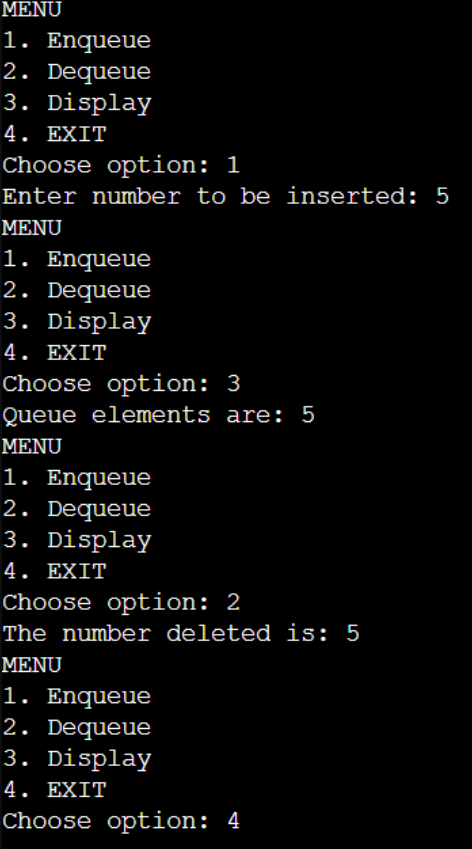 MENU
1. Enqueue
2. Dequeue
3. Display
4. EXIT
Choose option: 1
Enter number to be inserted: 5
MENU
1. Enqueue
2. Dequeue
3. Display
4. EXIT
Choose option: 3
Queue elements are: 5
MENU
1. Enqueue
2. Dequeue
3. Display
4. EXIT
Choose option: 2
The number deleted is: 5
MENU
1. Enqueue
2. Dequeue
3. Display
4. EXIT
Choose option: 4